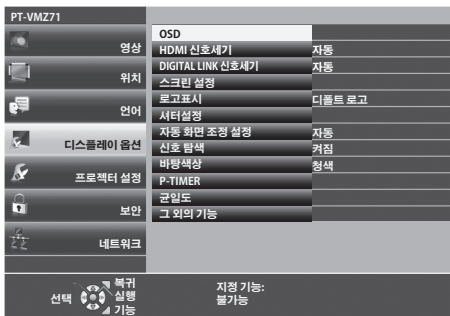 PT-VMZ71
영상
위치
언어
디스플레이 옵션
프로젝터 설정
보안
네트워크
OSD
HDMI 신호세기 자동
DIGITAL LINK 신호세기 자동
스크린 설정
로고표시 디폴트 로고
셔터설정
자동 화면 조정 설정 자동
신호 탐색 켜짐
바탕색상 청색
P-TIMER
균일도
그 외의 기능
선택
복귀
실행
기능
지정 기능:
불가능